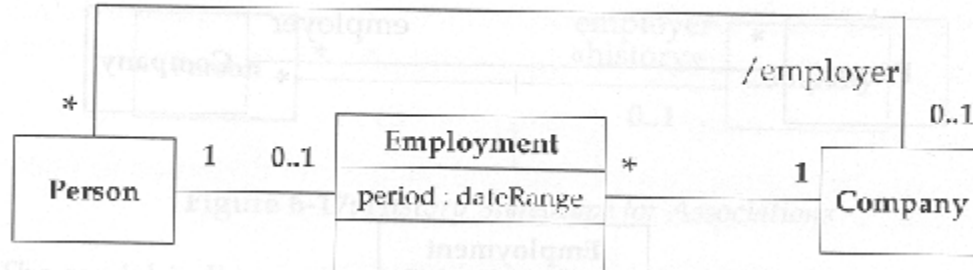 /employer
*
0..1
Person
1
0..1
Employment
period : dateRange
*
1
Company